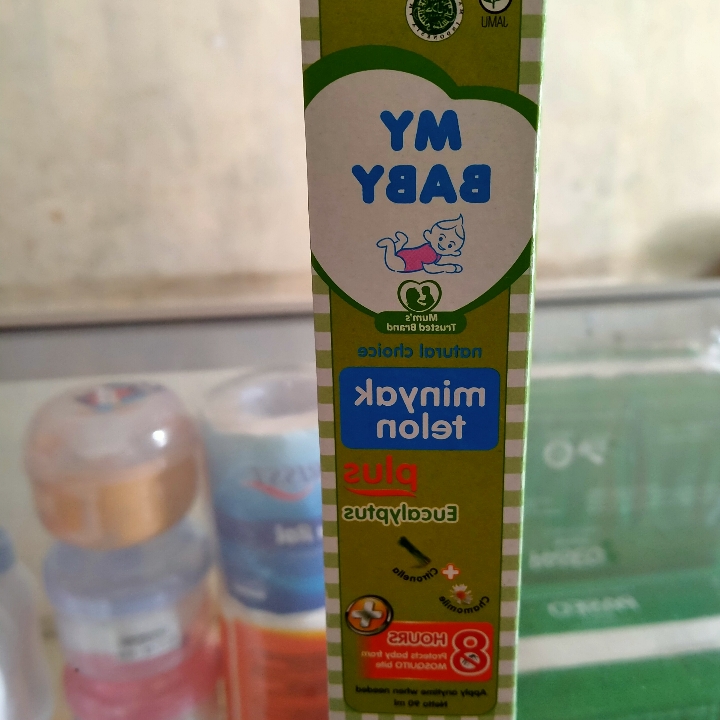 JAMU
MY
BABY
Mum's
Trusted Brand
natural choice
minyak
telon
plus
Eucalyptus
Citronella
Chamomile
8 HOURS
Protects baby from
MOSQUITO bite
Apply anytime when needed
Netto 90 ml